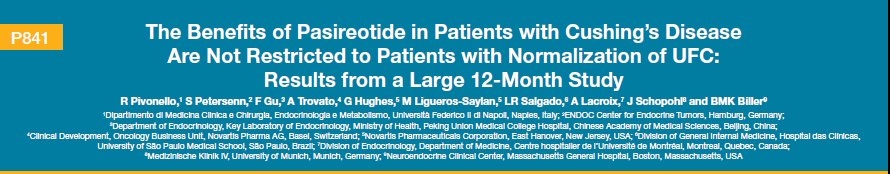 P841
The Benefits of Pasireotide in Patients with Cushing’s Disease
Are Not Restricted to Patients with Normalization of UFC:
Results from a Large 12-Month Study
R Pivonello,¹ S Petersenn,² F Gu,³ A Trovato,⁴ G Hughes,⁵ M Ligueros-Saylan,⁵ LR Salgado,⁶ A Lacroix,⁷ J Schopohl⁸ and BMK Biller⁹
¹Dipartimento di Medicina Clinica e Chirurgia, Endocrinologia e Metabolismo, Università Federico II di Napoli, Naples, Italy; ²ENDOC Center for Endocrine Tumors, Hamburg, Germany;
³Department of Endocrinology, Key Laboratory of Endocrinology, Ministry of Health, Peking Union Medical College Hospital, Chinese Academy of Medical Sciences, Beijing, China;
⁴Clinical Development, Oncology Business Unit, Novartis Pharma AG, Basel, Switzerland; ⁵Novartis Pharmaceuticals Corporation, East Hanover, New Jersey, USA; ⁶Division of General Internal Medicine, Hospital das Clinicas,
University of São Paulo Medical School, São Paulo, Brazil; ⁷Division of Endocrinology, Department of Medicine, Centre hospitalier de l’Université de Montréal, Montreal, Quebec, Canada;
⁸Medizinische Klinik IV, University of Munich, Munich, Germany; ⁹Neuroendocrine Clinical Center, Massachusetts General Hospital, Boston, Massachusetts, USA